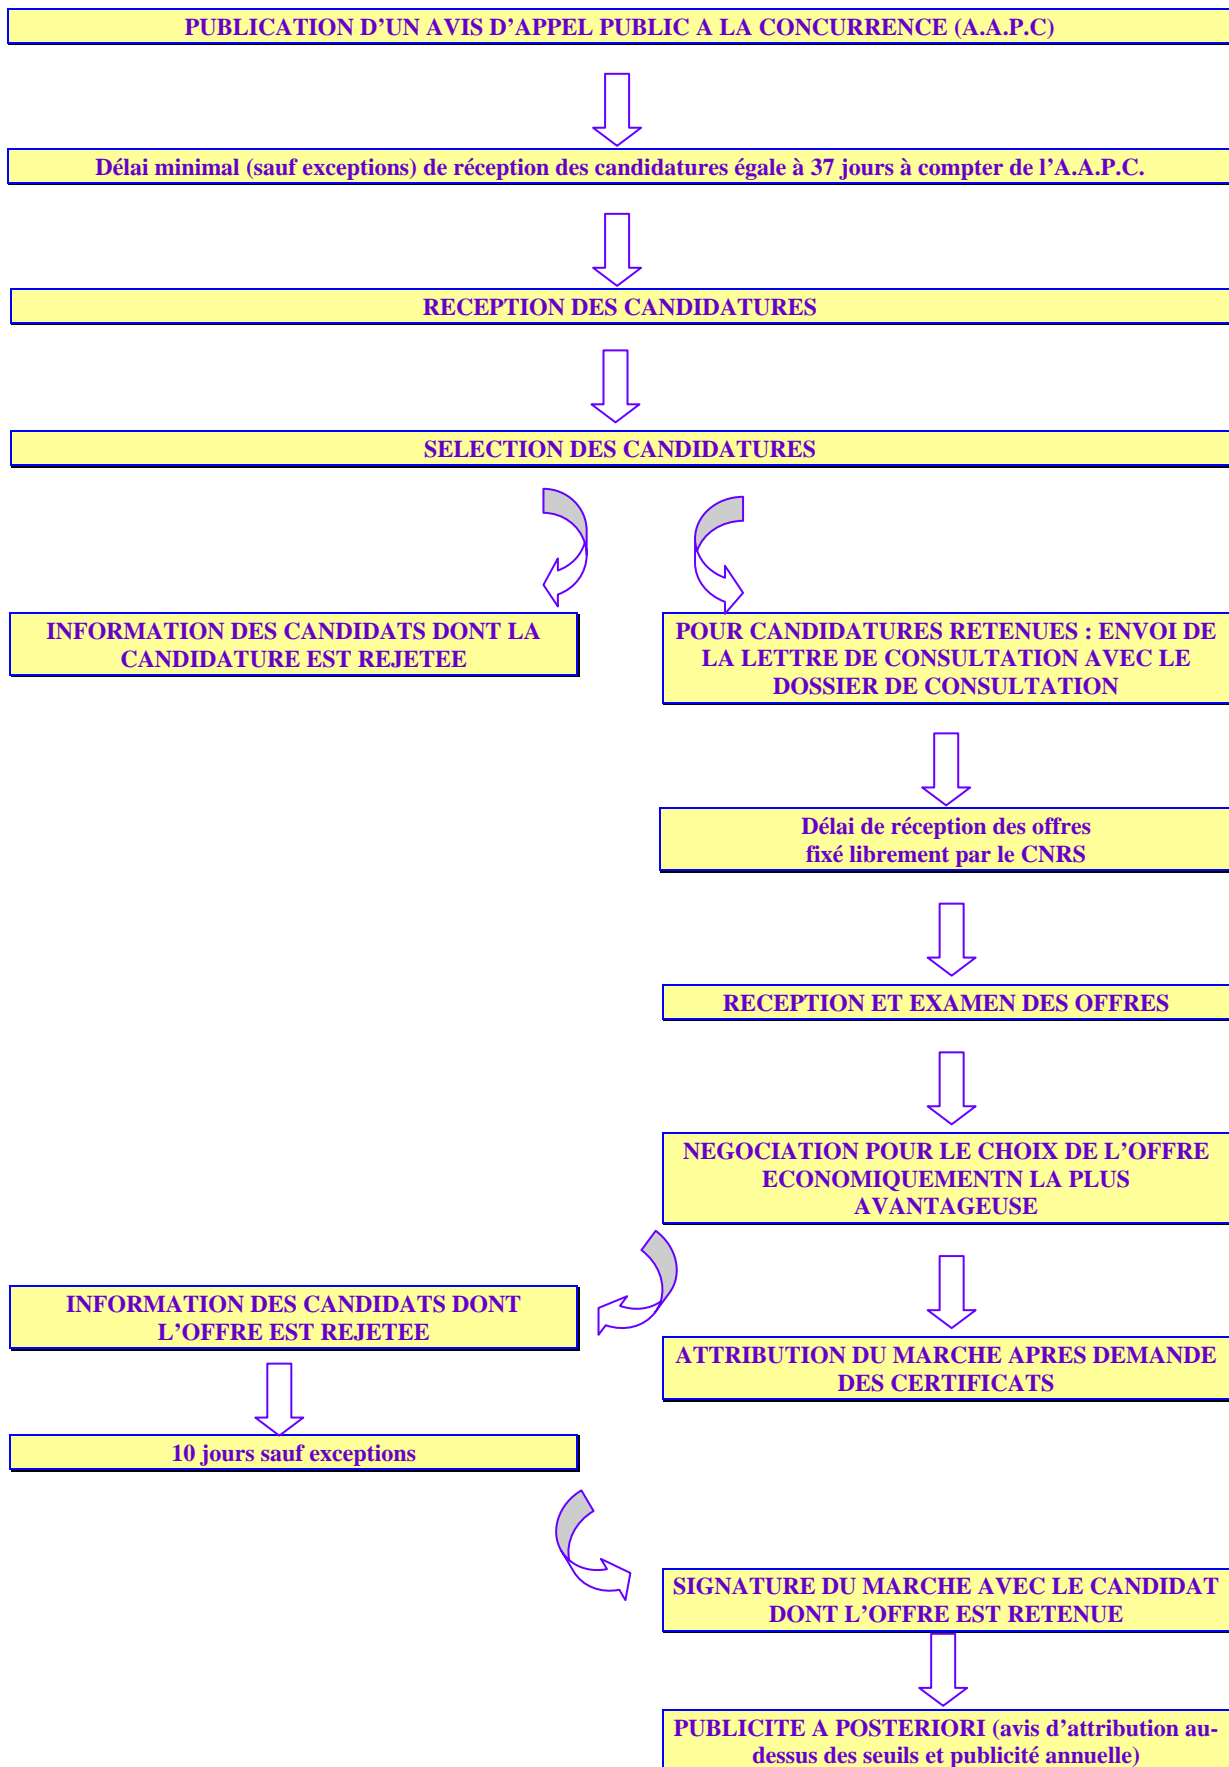 PUBLICATION D'UN AVIS D'APPEL PUBLIC A LA CONCURRENCE (A.A.P.C)
Délai minimal (sauf exceptions) de réception des candidatures égale à 37 jours à compter de l'A.A.P.C.
RECEPTION DES CANDIDATURES
SELECTION DES CANDIDATURES
INFORMATION DES CANDIDATS DONT LA
CANDIDATURE EST REJETEE
POUR CANDIDATURES RETENUES : ENVOI DE
LA LETTRE DE CONSULTATION AVEC LE
DOSSIER DE CONSULTATION
Délai de réception des offres
fixé librement par le CNRS
RECEPTION ET EXAMEN DES OFFRES
NEGOCIATION POUR LE CHOIX DE L'OFFRE
ECONOMIQUEMENTN LA PLUS
AVANTAGEUSE
INFORMATION DES CANDIDATS DONT
L'OFFRE EST REJETEE
ATTRIBUTION DU MARCHE APRES DEMANDE
DES CERTIFICATS
10 jours sauf exceptions
SIGNATURE DU MARCHE AVEC LE CANDIDAT
DONT L'OFFRE EST RETENUE
PUBLICITE A POSTERIORI (avis d'attribution au-
dessus des seuils et publicité annuelle)